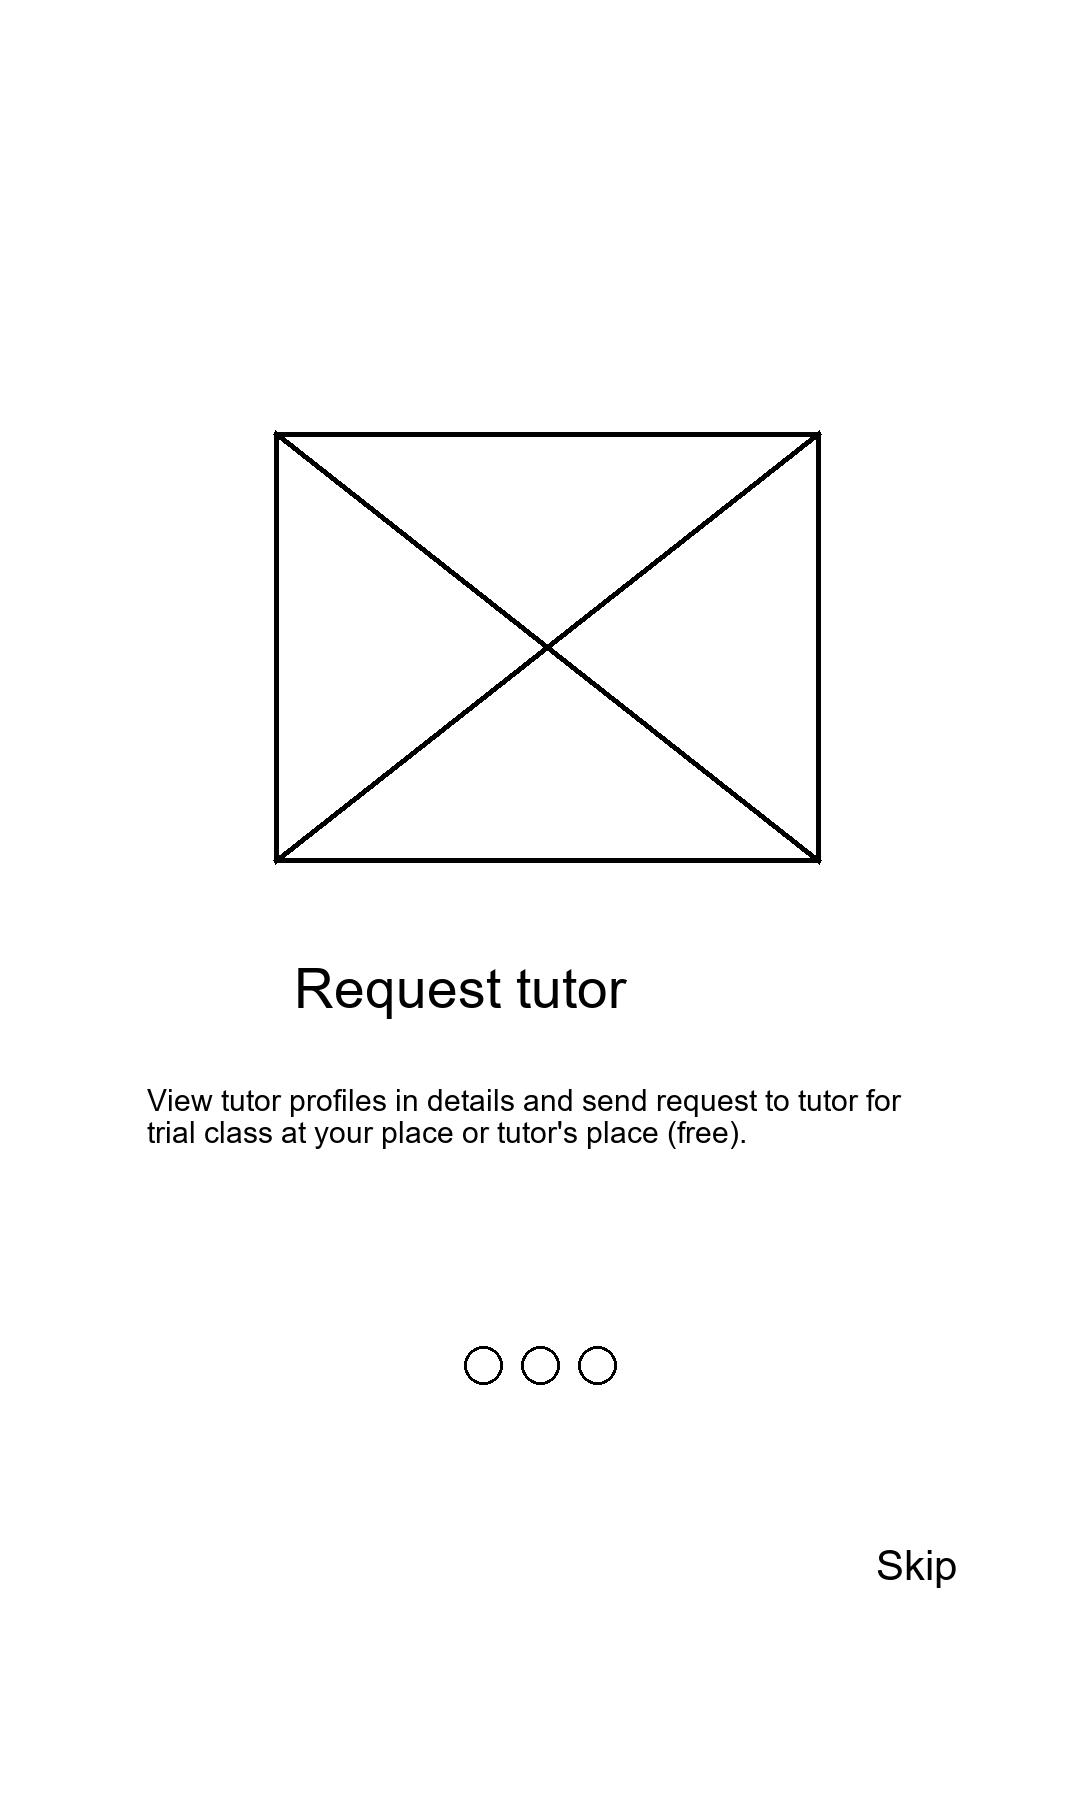 Request tutor
View tutor profiles in details and send request to tutor for
trial class at your place or tutor's place (free).
Skip